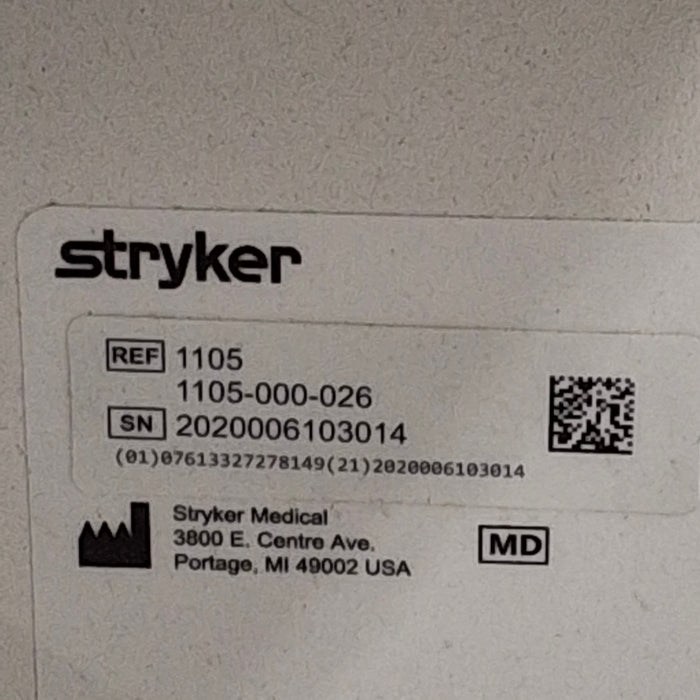 stryker
REF 1105
1105-000-026
SN 2020006103014
(01)07613327278149(21)2020006103014
Stryker Medical
3800 E. Centre Ave.
Portage, MI 49002 USA
MD